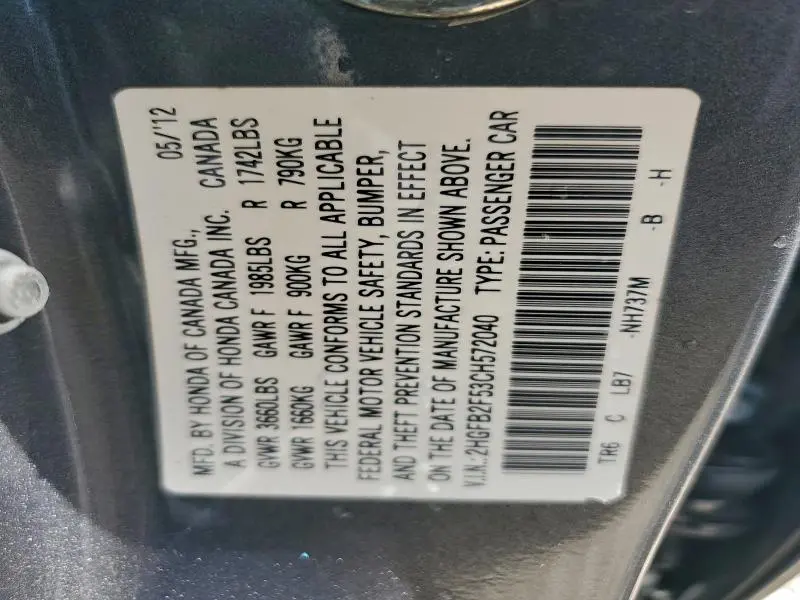 MFD. BY HONDA OF CANADA MFG., 05/'12
A DIVISION OF HONDA CANADA INC. CANADA
GVWR 3660LBS GAWR F 1985LBS R 1742LBS
GVWR 1660KG GAWR F 900KG R 790KG
THIS VEHICLE CONFORMS TO ALL APPLICABLE
FEDERAL MOTOR VEHICLE SAFETY, BUMPER,
AND THEFT PREVENTION STANDARDS IN EFFECT
ON THE DATE OF MANUFACTURE SHOWN ABOVE.
V.I.N.:2HGFB2F53CH572040 TYPE: PASSENGER CAR
TR6 C LB7 -NH737M -B -H